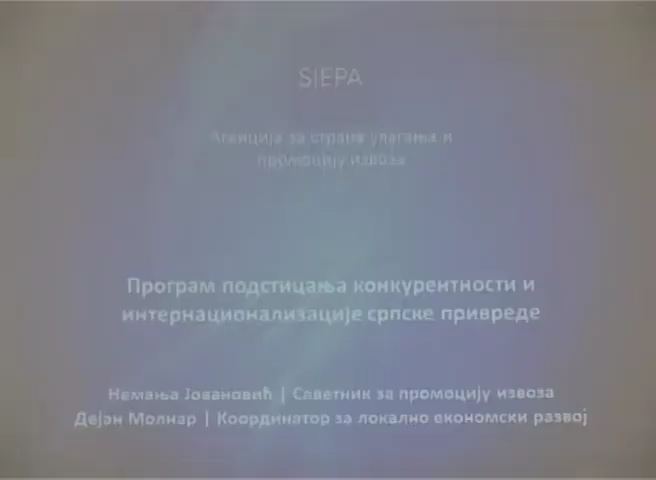 SIEPA
Агенција за страна улагања и
промоцију извоза
Програм подстицања конкурентности и
интернационализације српске привреде
Немања Јовановић | Саветник за промоцију извоза
Дејан Молнар | Координатор за локално економски развој